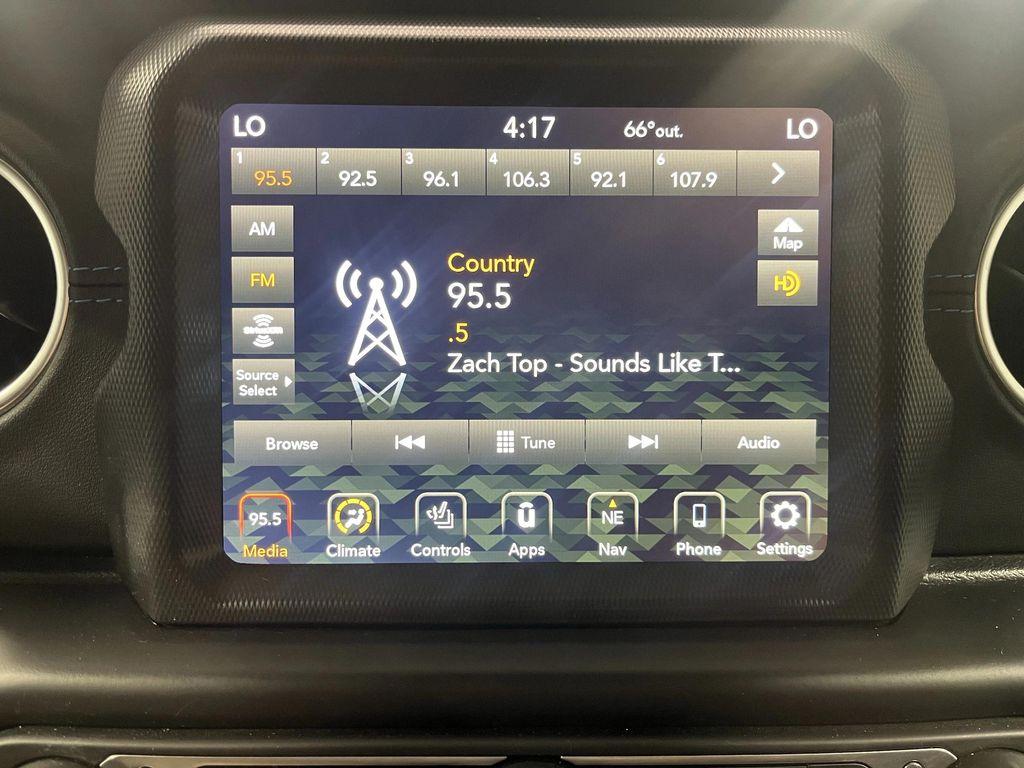 LO 4:17 66° out. LO
1 95.5 2 92.5 3 96.1 4 106.3 5 92.1 6 107.9
AM
FM
SiriusXM
Source
Select
Map
HD
Country
95.5
.5
Zach Top - Sounds Like T...
Browse Tune Audio
95.5 NE
Media Climate Controls Apps Nav Phone Settings